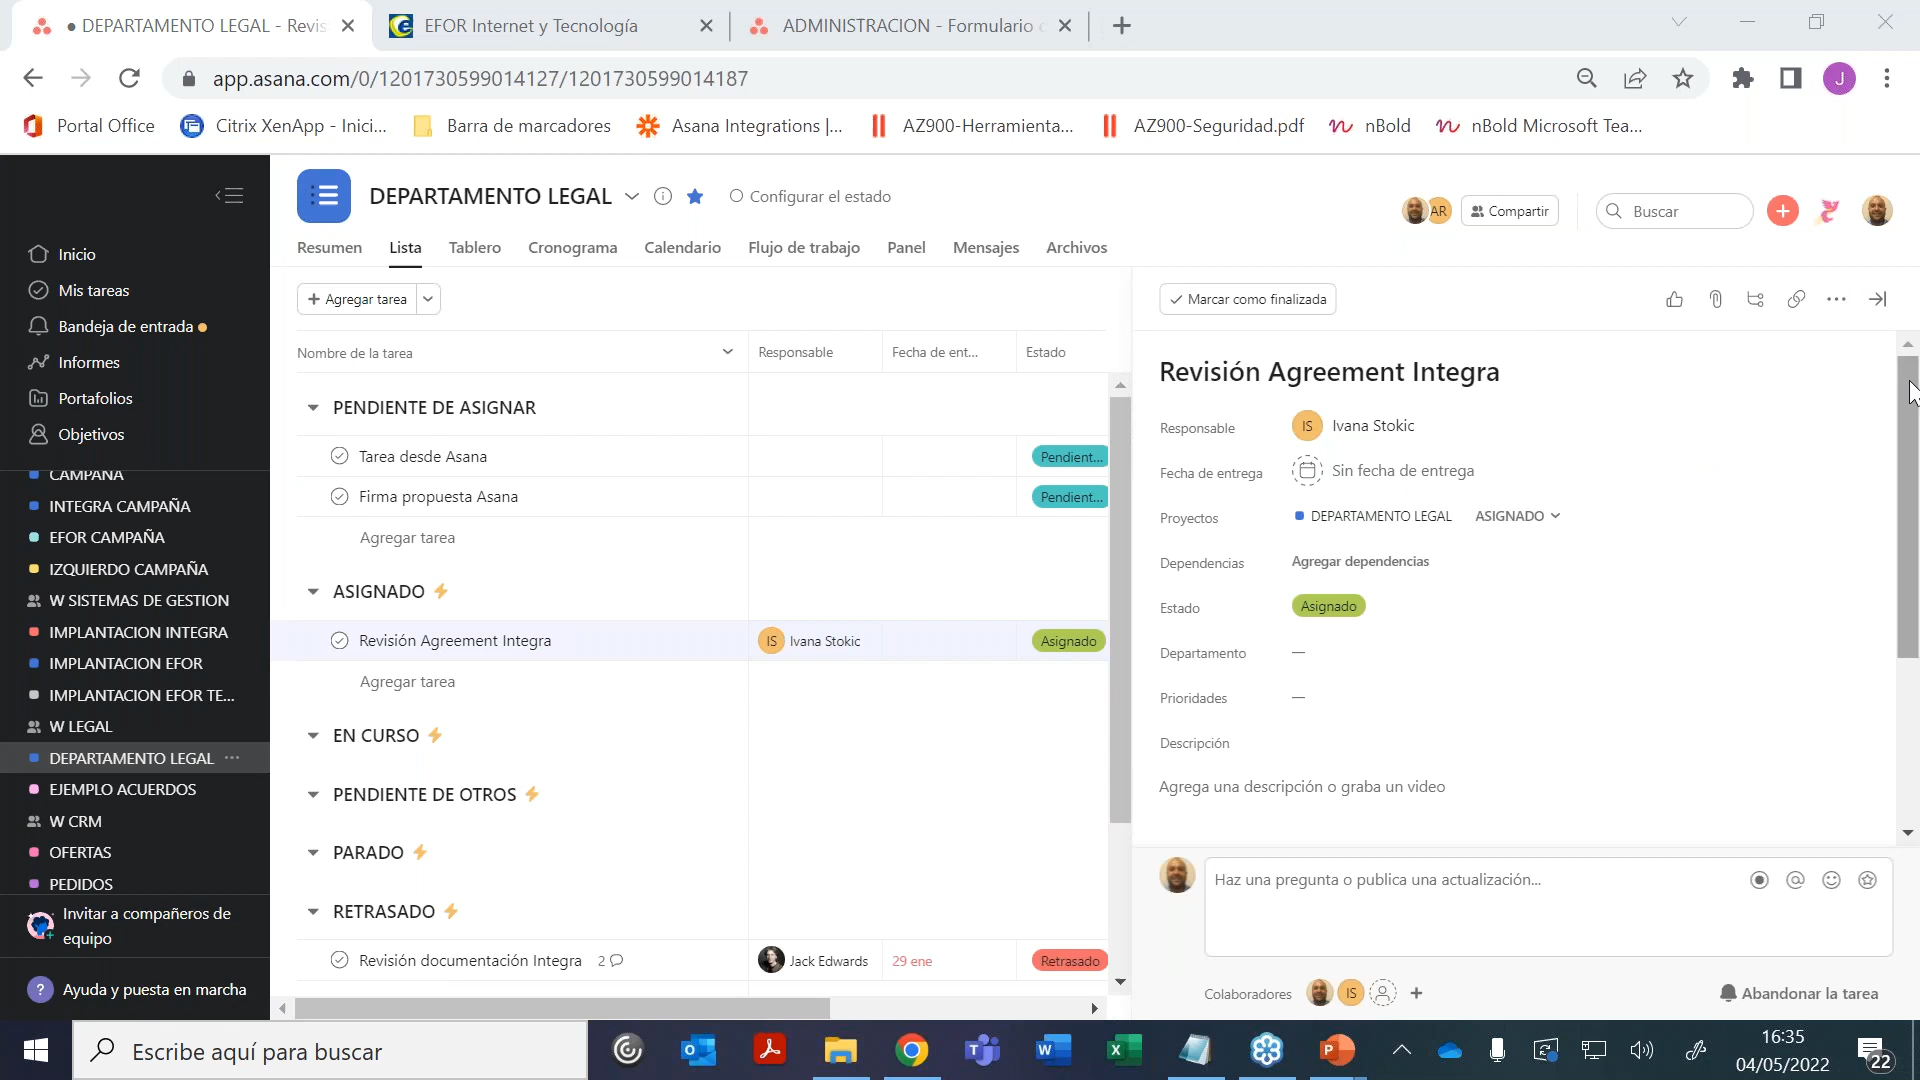 • DEPARTAMENTO LEGAL - Revis
EFOR Internet y Tecnología
ADMINISTRACION - Formulario
app.asana.com/0/1201730599014127/1201730599014187
J
Portal Office
Citrix XenApp - Inici...
Barra de marcadores
Asana Integrations |...
AZ900-Herramienta...
AZ900-Seguridad.pdf
nBold
nBold Microsoft Tea...
Inicio
Mis tareas
Bandeja de entrada
Informes
Portafolios
Objetivos
CAMPAÑA
INTEGRA CAMPAÑA
EFOR CAMPAÑA
IZQUIERDO CAMPAÑA
W SISTEMAS DE GESTION
IMPLANTACION INTEGRA
IMPLANTACION EFOR
IMPLANTACION EFOR TE...
W LEGAL
DEPARTAMENTO LEGAL ...
EJEMPLO ACUERDOS
W CRM
OFERTAS
PEDIDOS
Invitar a compañeros de
equipo
? Ayuda y puesta en marcha
DEPARTAMENTO LEGAL
Configurar el estado
AR
Compartir
Buscar
Resumen
Lista
Tablero
Cronograma
Calendario
Flujo de trabajo
Panel
Mensajes
Archivos
+ Agregar tarea
Nombre de la tarea
Responsable
Fecha de ent...
Estado
PENDIENTE DE ASIGNAR
Tarea desde Asana
Pendient...
Firma propuesta Asana
Pendient...
Agregar tarea
ASIGNADO
Revisión Agreement Integra
IS Ivana Stokic
Asignado
Agregar tarea
EN CURSO
PENDIENTE DE OTROS
PARADO
RETRASADO
Revisión documentación Integra 2
Jack Edwards
29 ene
Retrasado
Marcar como finalizada
Revisión Agreement Integra
Responsable
IS Ivana Stokic
Fecha de entrega
Sin fecha de entrega
Proyectos
DEPARTAMENTO LEGAL ASIGNADO
Dependencias
Agregar dependencias
Estado
Asignado
Departamento
—
Prioridades
—
Descripción
Agrega una descripción o graba un video
Haz una pregunta o publica una actualización...
Colaboradores
IS
+
Abandonar la tarea
Escribe aquí para buscar
16:35
04/05/2022
22